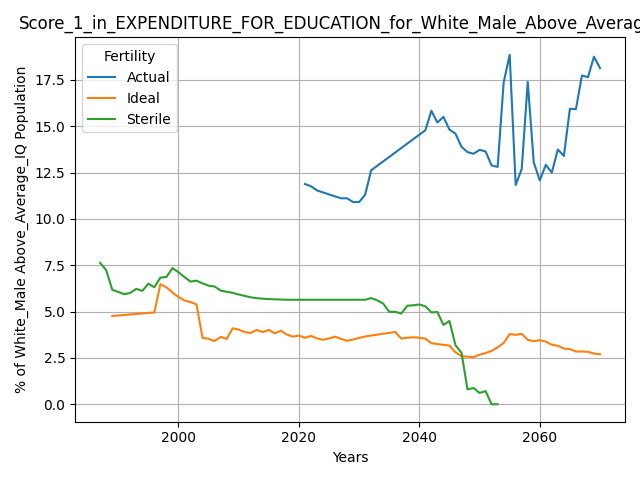 Score_1_in_EXPENDITURE_FOR_EDUCATION_for_White_Male_Above_Averag
Fertility
Actual
Ideal
Sterile
% of White_Male Above_Average_IQ Population
17.5
15.0
12.5
10.0
7.5
5.0
2.5
0.0
2000
2020
2040
2060
Years